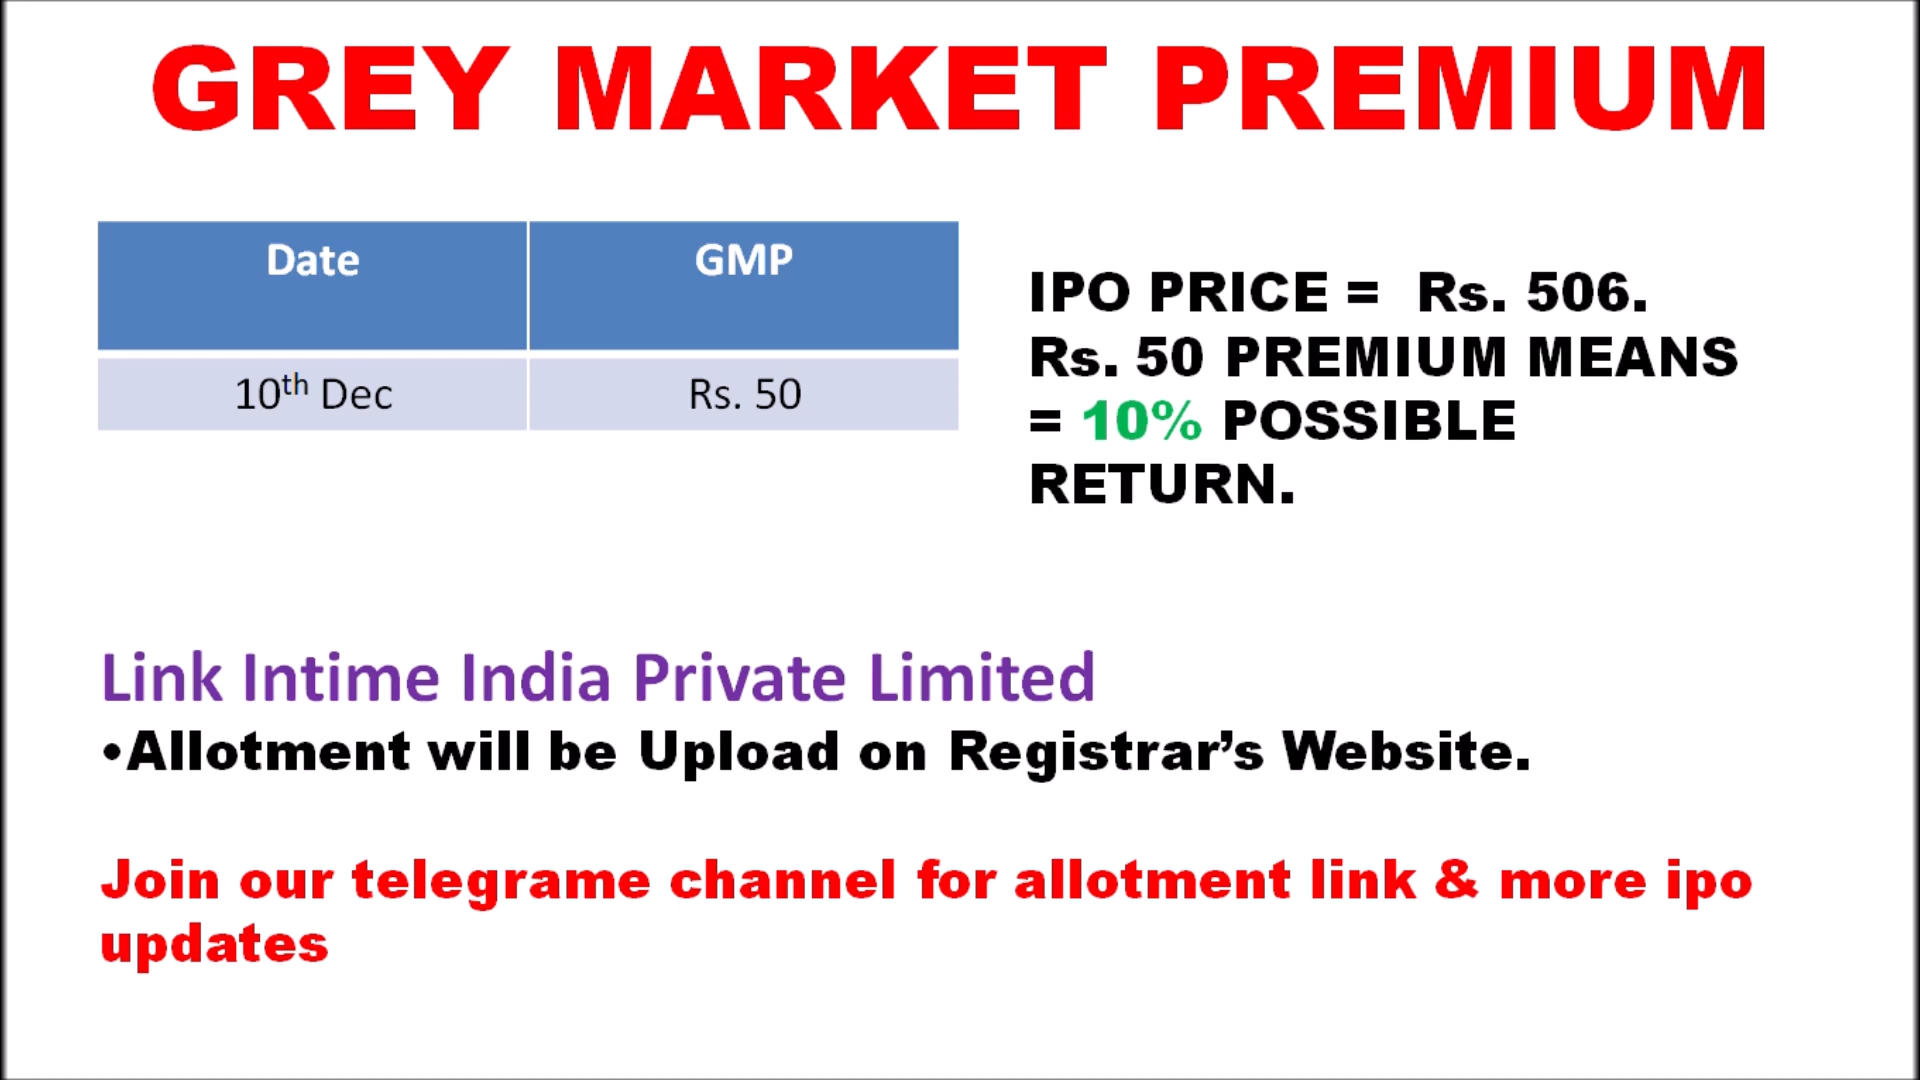 GREY MARKET PREMIUM
Date GMP
10th Dec Rs. 50
IPO PRICE = Rs. 506.
Rs. 50 PREMIUM MEANS
= 10% POSSIBLE
RETURN.
Link Intime India Private Limited
•Allotment will be Upload on Registrar’s Website.
Join our telegrame channel for allotment link & more ipo
updates